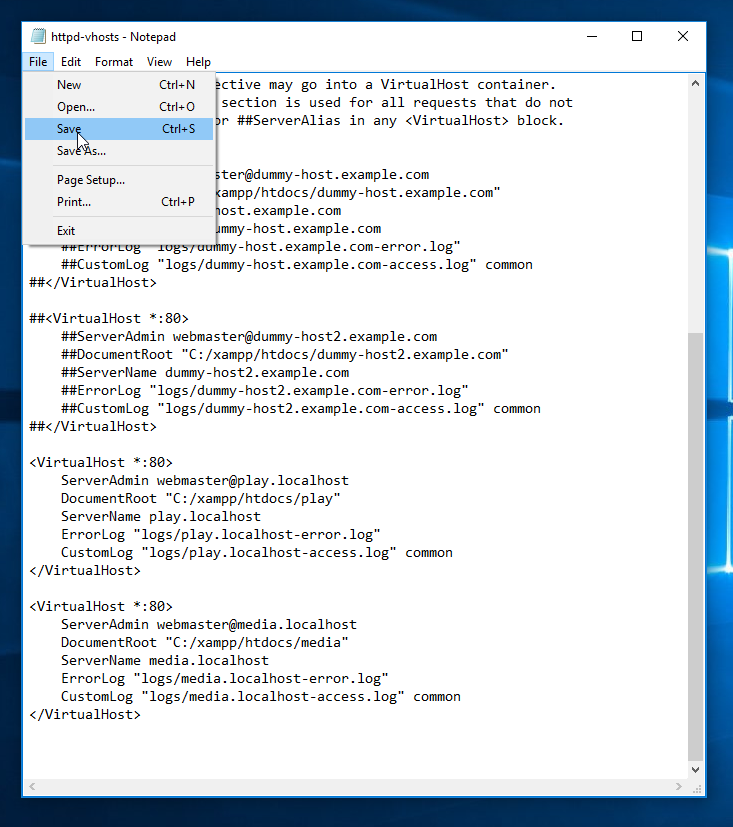 httpd-vhosts - Notepad
File Edit Format View Help
New Ctrl+N
Open... Ctrl+O
Save Ctrl+S
Save As...
Page Setup...
Print... Ctrl+P
Exit
ective may go into a VirtualHost container.
section is used for all requests that do not
or ##ServerAlias in any <VirtualHost> block.
ster@dummy-host.example.com
xampp/htdocs/dummy-host.example.com"
host.example.com
dummy-host.example.com
##ErrorLog "logs/dummy-host.example.com-error.log"
##CustomLog "logs/dummy-host.example.com-access.log" common
##</VirtualHost>
##<VirtualHost *:80>
##ServerAdmin webmaster@dummy-host2.example.com
##DocumentRoot "C:/xampp/htdocs/dummy-host2.example.com"
##ServerName dummy-host2.example.com
##ErrorLog "logs/dummy-host2.example.com-error.log"
##CustomLog "logs/dummy-host2.example.com-access.log" common
##</VirtualHost>
<VirtualHost *:80>
ServerAdmin webmaster@play.localhost
DocumentRoot "C:/xampp/htdocs/play"
ServerName play.localhost
ErrorLog "logs/play.localhost-error.log"
CustomLog "logs/play.localhost-access.log" common
</VirtualHost>
<VirtualHost *:80>
ServerAdmin webmaster@media.localhost
DocumentRoot "C:/xampp/htdocs/media"
ServerName media.localhost
ErrorLog "logs/media.localhost-error.log"
CustomLog "logs/media.localhost-access.log" common
</VirtualHost>